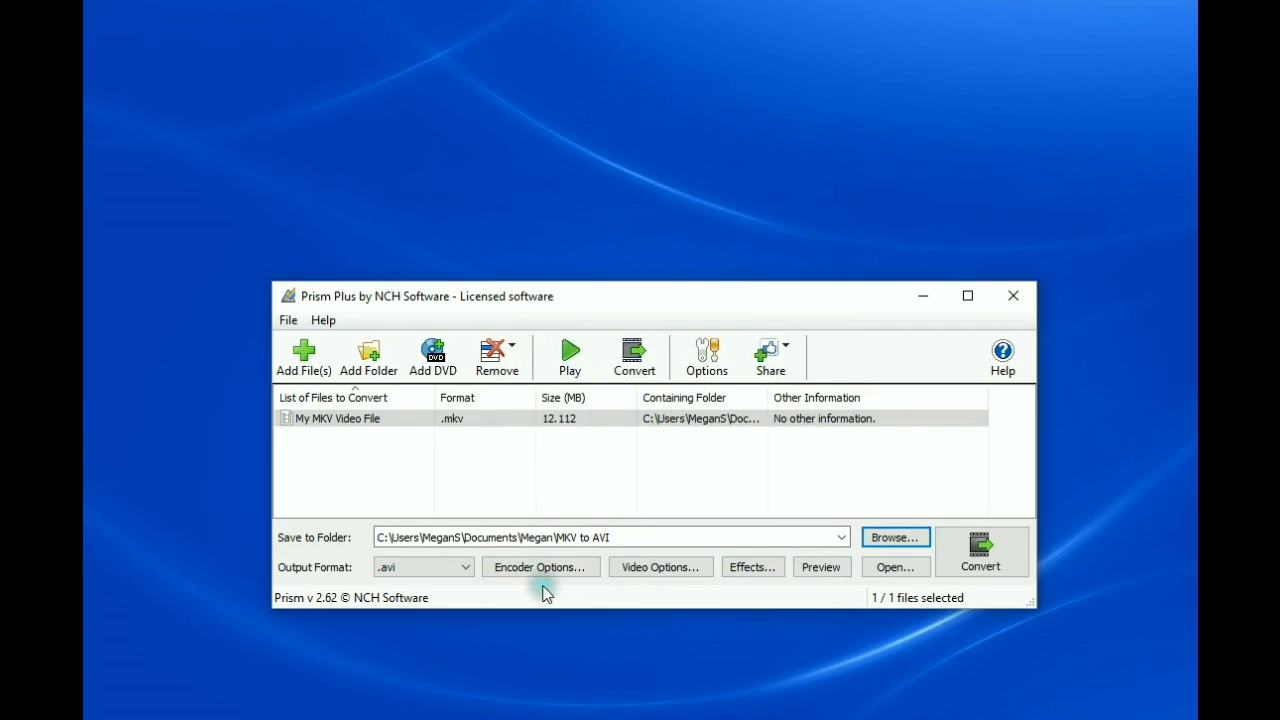 Prism Plus by NCH Software - Licensed software
File Help
DVD
Add File(s) Add Folder Add DVD Remove Play Convert Options Share Help
List of Files to Convert Format Size (MB) Containing Folder Other Information
My MKV Video File .mkv 12.112 C:\Users\MeganS\Doc... No other information.
Save to Folder: C:\Users\MeganS\Documents\Megan\MKV to AVI Browse...
Output Format: .avi Encoder Options... Video Options... Effects... Preview Open... Convert
Prism v 2.62 © NCH Software 1 / 1 files selected